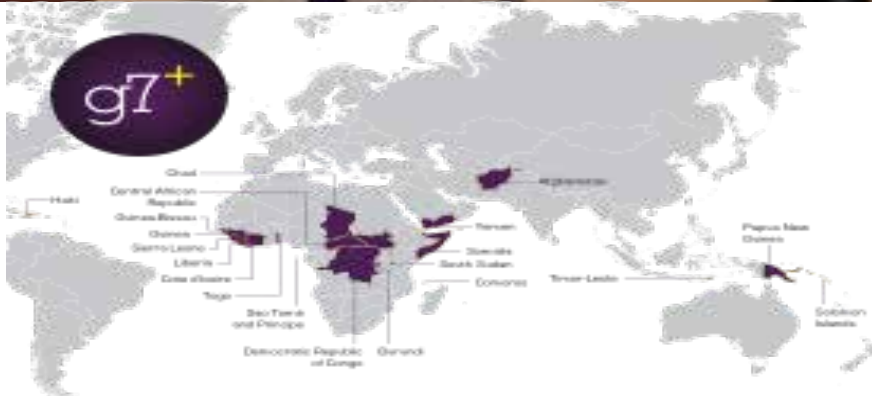 g7+
Chad
Central African
Republic
Haiti
Guinea-Bissau
Guinea
Sierra Leone
Liberia
Cote d'Ivoire
Togo
Sao Tomé
and Principe
Democratic Republic
of Congo
Burundi
Afghanistan
Yemen
Somalia
South Sudan
Comoros
Timor-Leste
Papua New
Guinea
Solomon
Islands